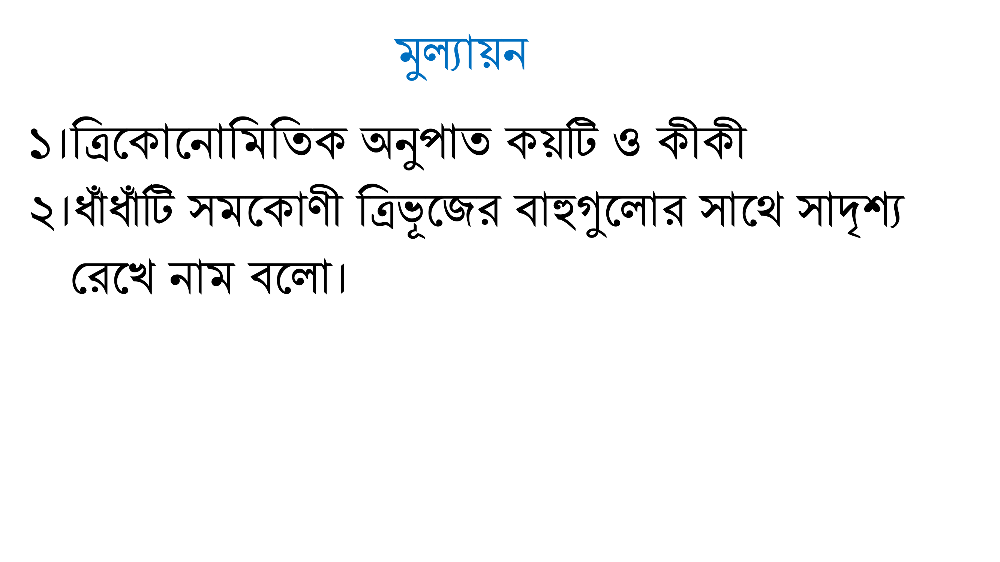 মুল্যায়ন
১।ত্রিকোনোমিতিক অনুপাত কয়টি ও কীকী
২।ধাঁধাঁটি সমকোণী ত্রিভূজের বাহুগুলোর সাথে সাদৃশ্য
রেখে নাম বলো।